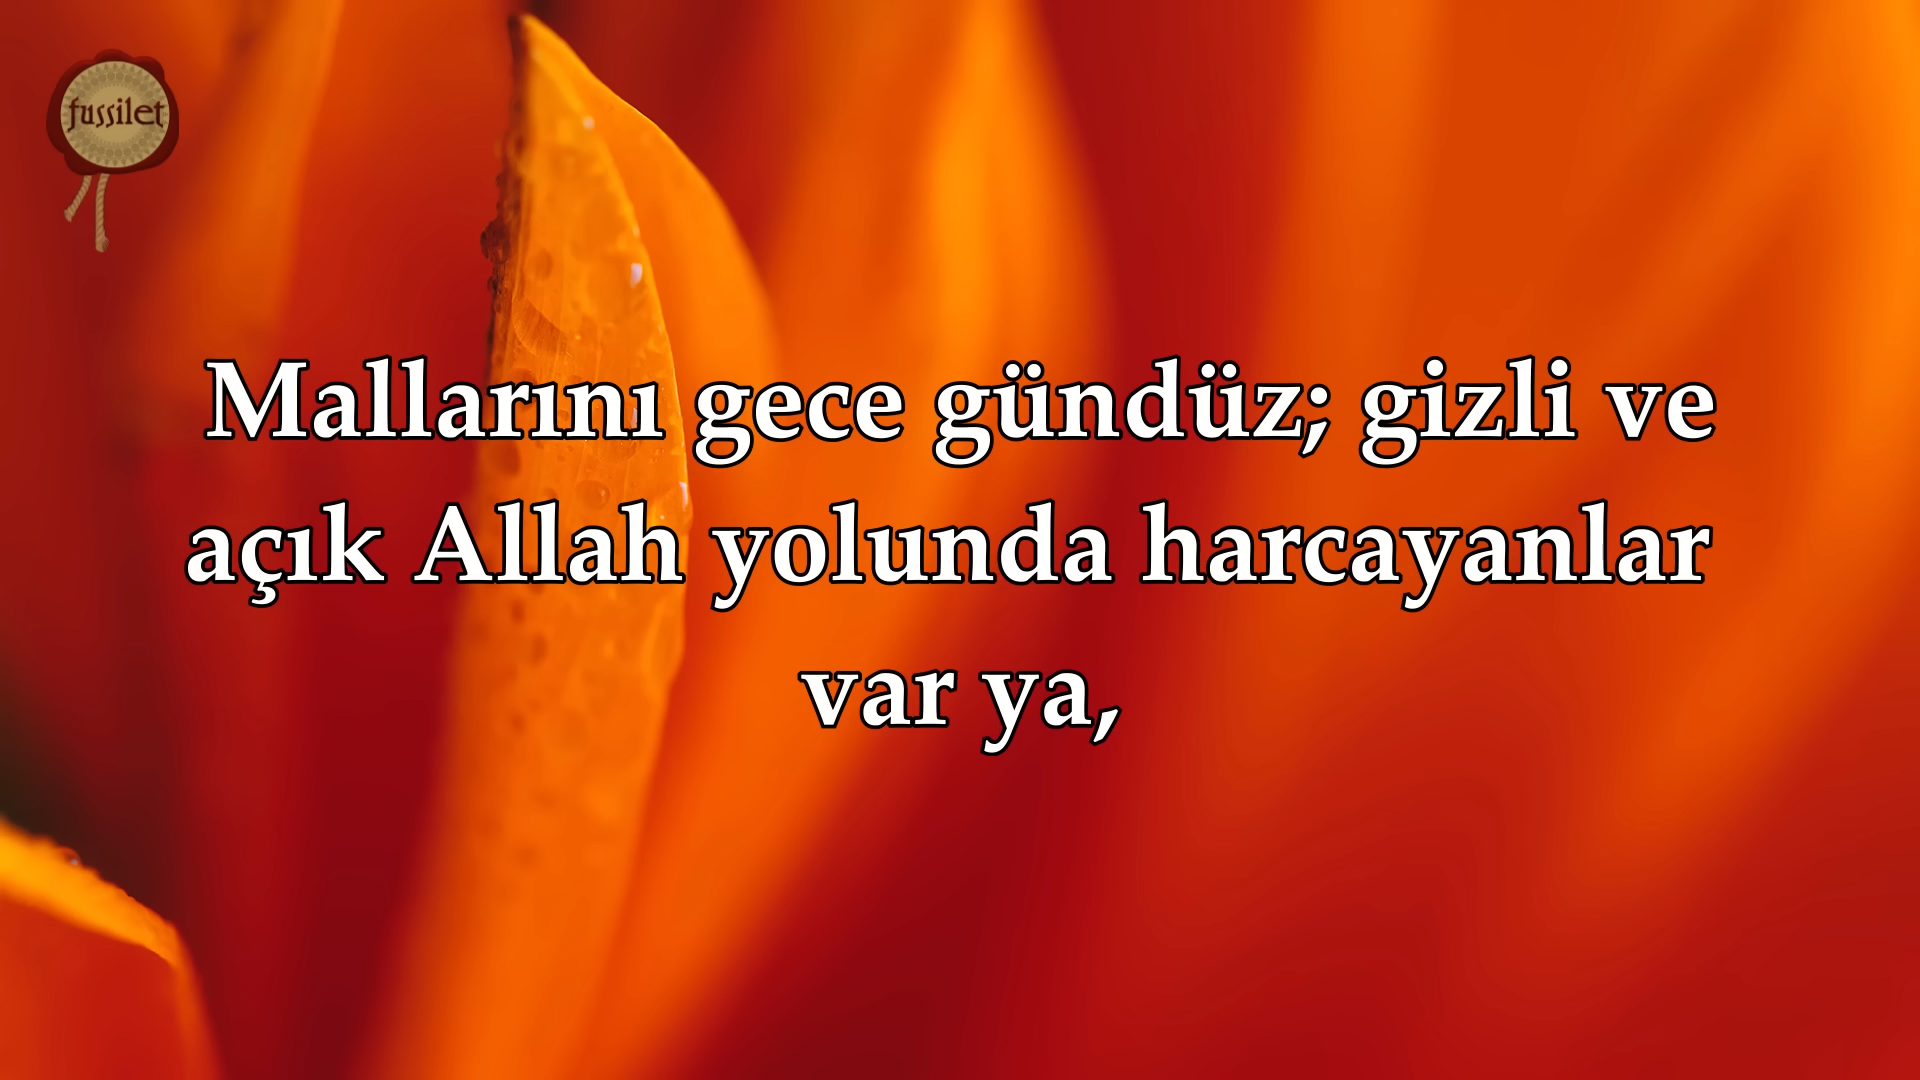 fussilet
Mallarını gece gündüz; gizli ve
açık Allah yolunda harcayanlar
var ya,